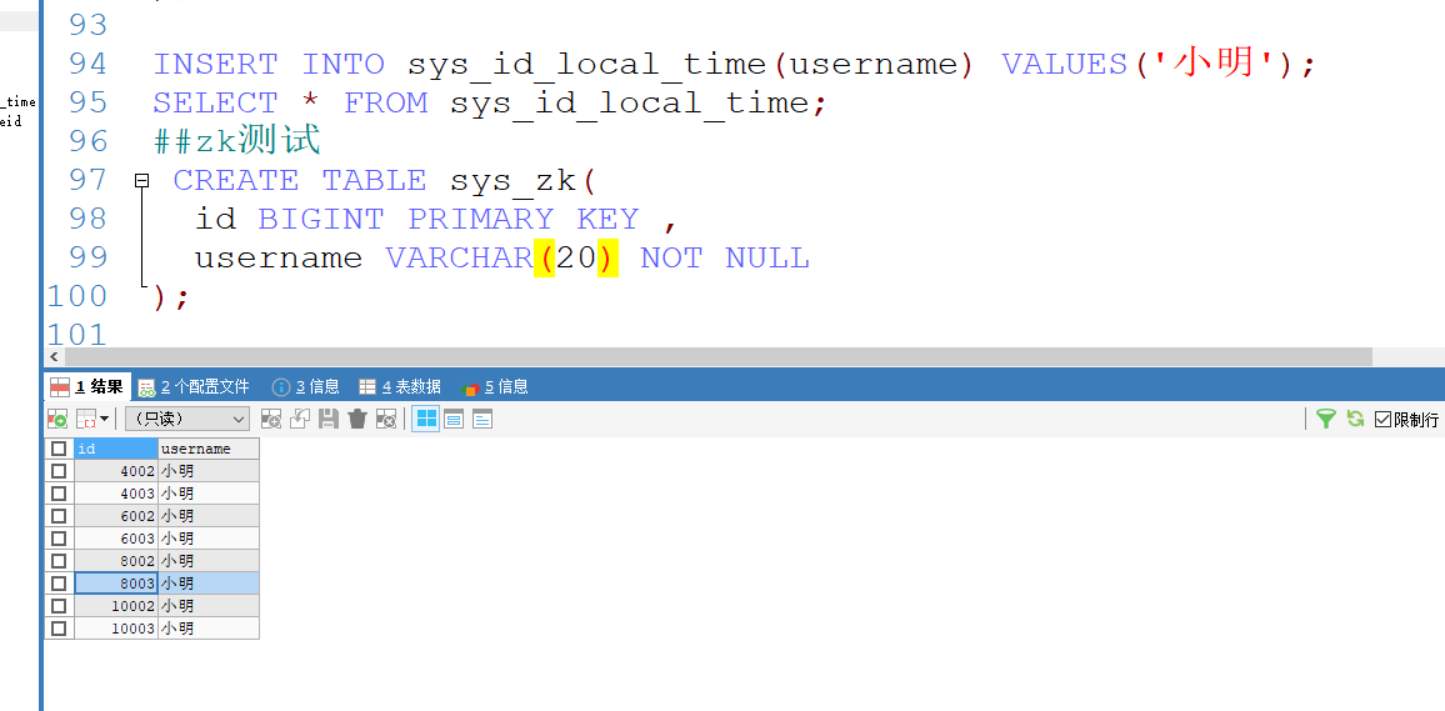 93
94 INSERT INTO sys_id_local_time(username) VALUES('小明');
_time
95 SELECT * FROM sys_id_local_time;
eid
96 ##zk测试
97 CREATE TABLE sys_zk(
98 id BIGINT PRIMARY KEY ,
99 username VARCHAR(20) NOT NULL
100 );
101
1 结果 2 个配置文件 3 信息 4 表数据 5 信息
(只读) 限制行
id username
4002 小明
4003 小明
6002 小明
6003 小明
8002 小明
8003 小明
10002 小明
10003 小明